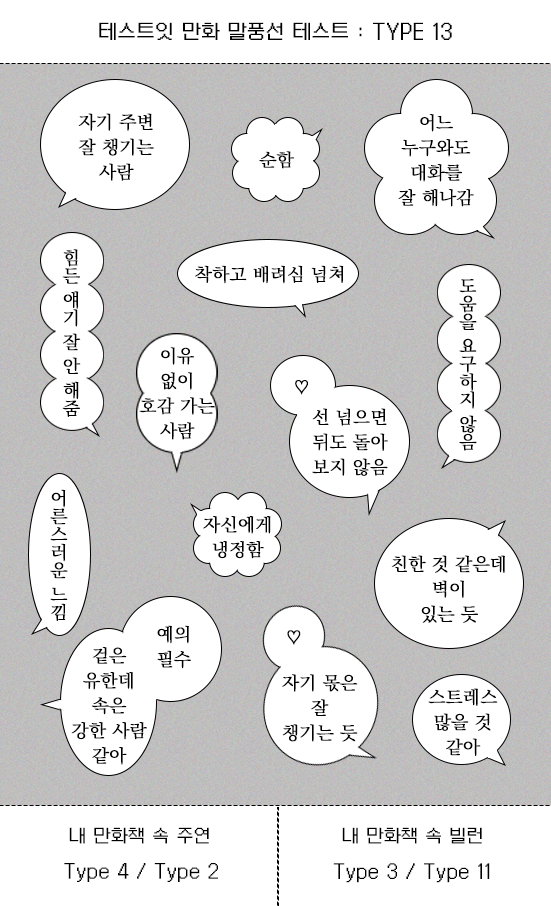 테스트잇 만화 말풍선 테스트 : TYPE 13
자기 주변
잘 챙기는
사람
순함
어느
누구와도
대화를
잘 해나감
힘든 얘기 잘 안 해줌
착하고 배려심 넘쳐
도움을 요구하지 않음
이유
없이
호감 가는
사람
♡
선 넘으면
뒤도 돌아
보지 않음
어른스러운 느낌
자신에게
냉정함
친한 것 같은데
벽이
있는 듯
예의
필수
겉은
유한데
속은
강한 사람
같아
♡
자기 몫은
잘
챙기는 듯
스트레스
많을 것
같아
내 만화책 속 주연
Type 4 / Type 2
내 만화책 속 빌런
Type 3 / Type 11